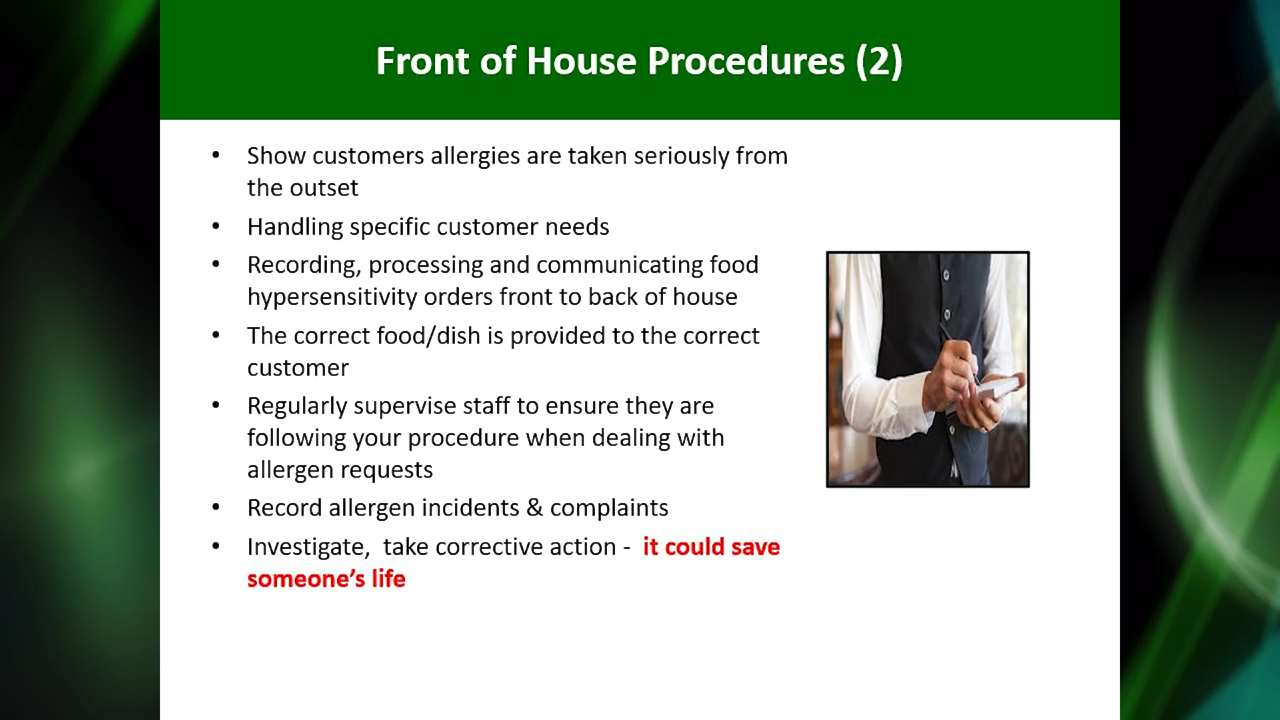 Front of House Procedures (2)
• Show customers allergies are taken seriously from
the outset
• Handling specific customer needs
• Recording, processing and communicating food
hypersensitivity orders front to back of house
• The correct food/dish is provided to the correct
customer
• Regularly supervise staff to ensure they are
following your procedure when dealing with
allergen requests
• Record allergen incidents & complaints
• Investigate,  take corrective action -  it could save
someone’s life